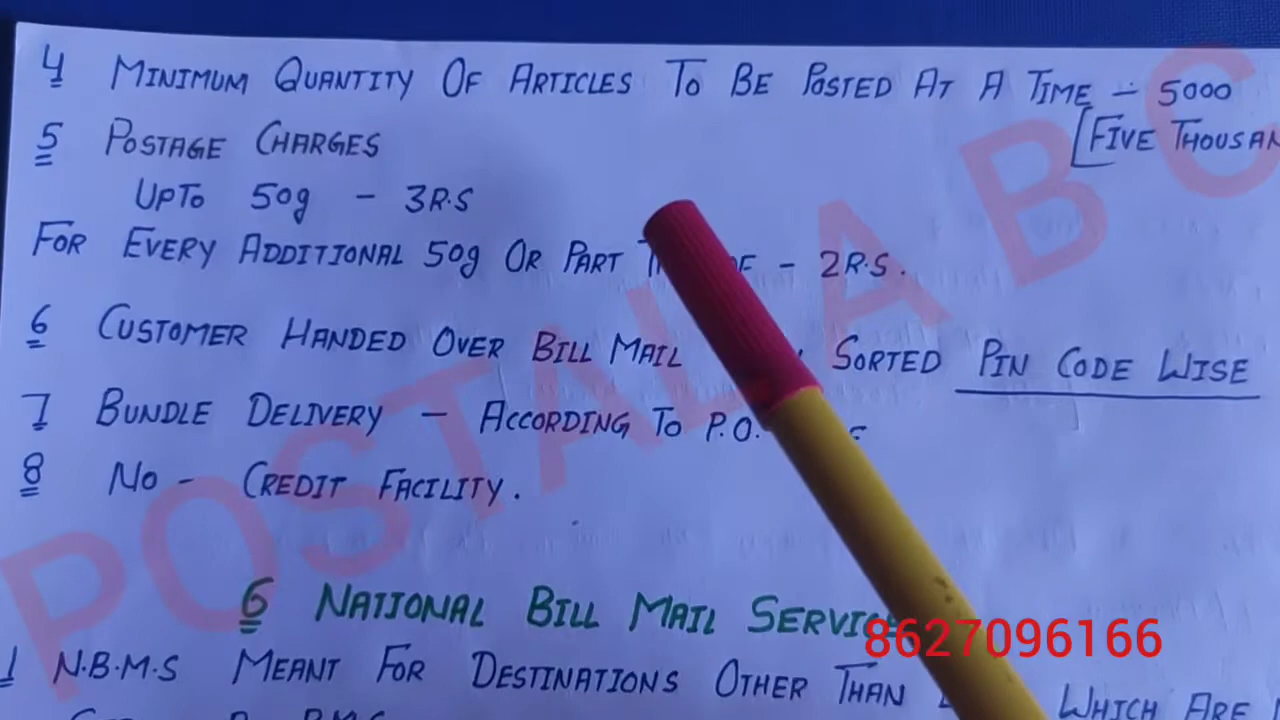 4 MINIMUM QUANTITY OF ARTICLES TO BE POSTED AT A TIME - 5000
[FIVE THOUSAN
5 POSTAGE CHARGES
UPTO 50g - 3R.S
FOR EVERY ADDITIONAL 50g OR PART - 2R.S.
6 CUSTOMER HANDED OVER BILL MAIL SORTED PIN CODE WISE
7 BUNDLE DELIVERY - ACCORDING TO P.O.
8 NO - CREDIT FACILITY.
6 NATIONAL BILL MAIL SERVICE
8627096166
1 N.B.M.S MEANT FOR DESTINATIONS OTHER THAN WHICH ARE
POSTAL ABC